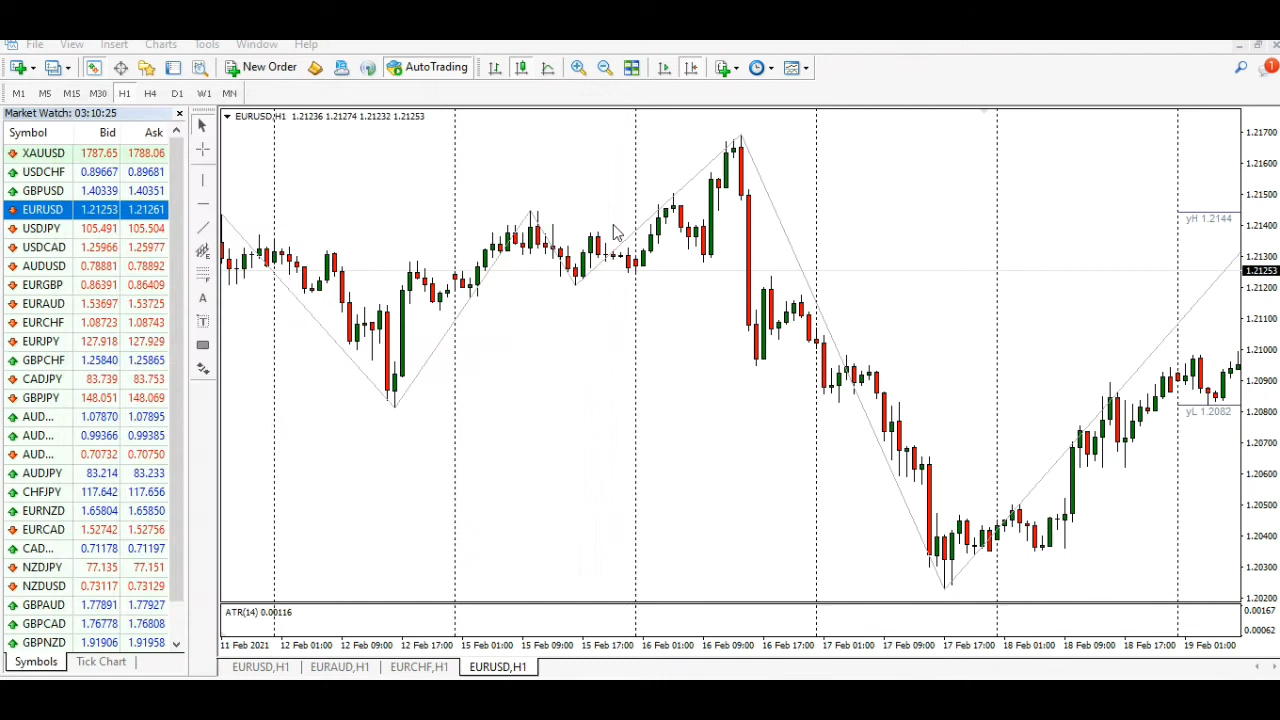 File View Insert Charts Tools Window Help
New Order AutoTrading
M1 M5 M15 M30 H1 H4 D1 W1 MN
Market Watch: 03:10:25
Symbol Bid Ask
XAUUSD 1787.65 1788.06
USDCHF 0.89667 0.89681
GBPUSD 1.40339 1.40351
EURUSD 1.21253 1.21261
USDJPY 105.491 105.504
USDCAD 1.25966 1.25977
AUDUSD 0.78881 0.78892
EURGBP 0.86391 0.86409
EURAUD 1.53697 1.53725
EURCHF 1.08723 1.08743
EURJPY 127.918 127.929
GBPCHF 1.25840 1.25865
CADJPY 83.739 83.753
GBPJPY 148.051 148.069
AUD... 1.07870 1.07895
AUD... 0.99366 0.99385
AUD... 0.70732 0.70750
AUDJPY 83.214 83.233
CHFJPY 117.642 117.656
EURNZD 1.65804 1.65850
EURCAD 1.52742 1.52756
CAD... 0.71178 0.71197
NZDJPY 77.135 77.151
NZDUSD 0.73117 0.73129
GBPAUD 1.77891 1.77927
GBPCAD 1.76778 1.76808
GBPNZD 1.91906 1.91958
Symbols Tick Chart
A
T
F
EURUSD,H1 1.21236 1.21274 1.21232 1.21253
1.21700
1.21600
1.21500
yH 1.2144
1.21400
1.21300
1.21253
1.21200
1.21100
1.21000
1.20900
yL 1.2082
1.20800
1.20700
1.20600
1.20500
1.20400
1.20300
1.20200
ATR(14) 0.00116
0.00167
0.00062
11 Feb 2021 12 Feb 01:00 12 Feb 09:00 12 Feb 17:00 15 Feb 01:00 15 Feb 09:00 15 Feb 17:00 16 Feb 01:00 16 Feb 09:00 16 Feb 17:00 17 Feb 01:00 17 Feb 09:00 17 Feb 17:00 18 Feb 01:00 18 Feb 09:00 18 Feb 17:00 19 Feb 01:00
EURUSD,H1 EURAUD,H1 EURCHF,H1 EURUSD,H1
1